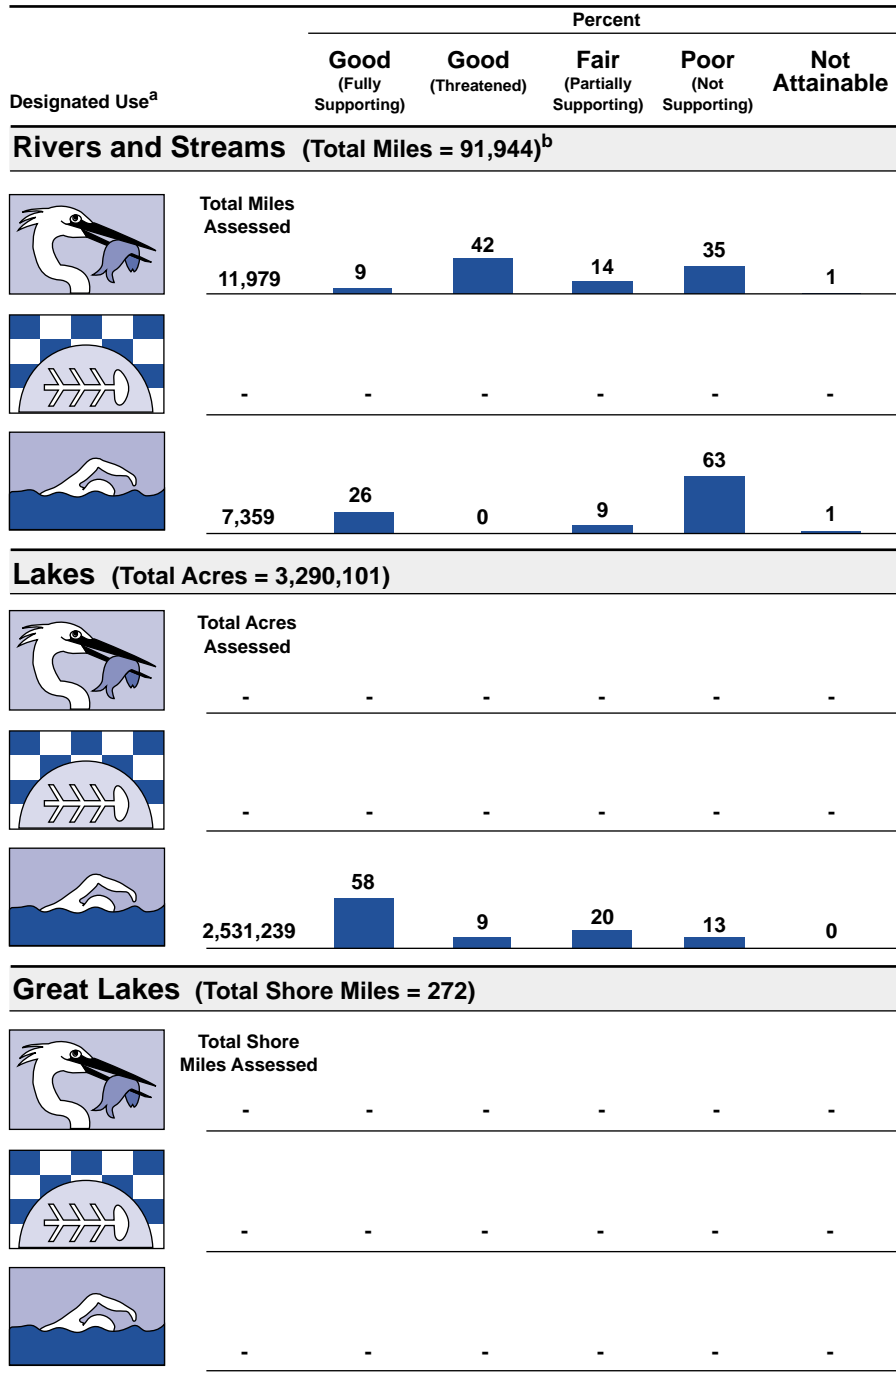 Percent
Good Good Fair Poor Not
(Fully (Threatened) (Partially (Not Attainable
Supporting) Supporting) Supporting)
Designated Use^a
Rivers and Streams (Total Miles = 91,944)^b
Total Miles
Assessed
11,979 9 42 14 35 1
- - - - - -
7,359 26 0 9 63 1
Lakes (Total Acres = 3,290,101)
Total Acres
Assessed
- - - - - -
- - - - - -
2,531,239 58 9 20 13 0
Great Lakes (Total Shore Miles = 272)
Total Shore
Miles Assessed
- - - - - -
- - - - - -
- - - - - -